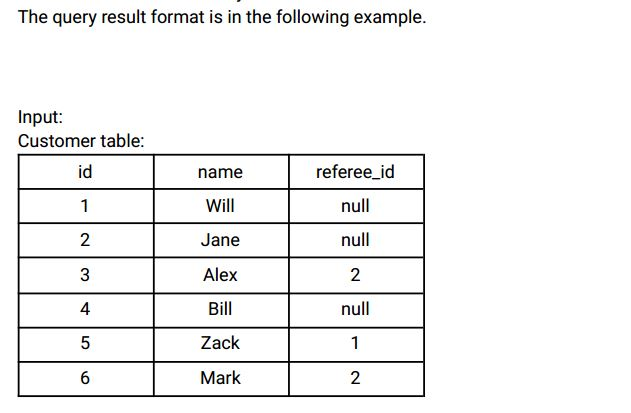 The query result format is in the following example.
Input:
Customer table:
id name referee_id
1 Will null
2 Jane null
3 Alex 2
4 Bill null
5 Zack 1
6 Mark 2